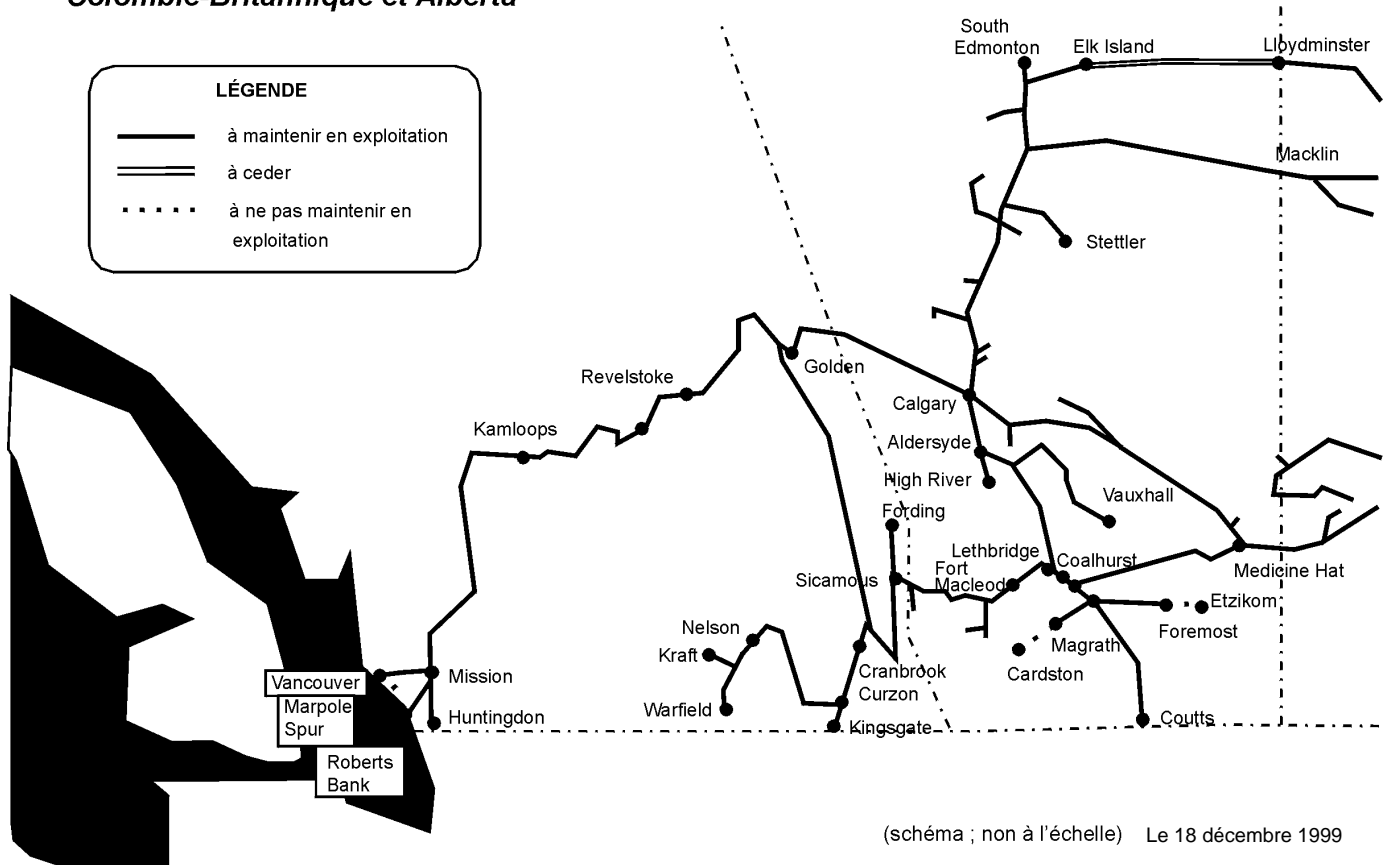 Colombie-Britannique et Alberta
LÉGENDE
à maintenir en exploitation
à ceder
à ne pas maintenir en
exploitation
South
Edmonton
Elk Island
Lloydminster
Macklin
Stettler
Golden
Revelstoke
Calgary
Kamloops
Aldersyde
High River
Vauxhall
Fording
Lethbridge
Coalhurst
Fort
Macleod
Sicamous
Medicine Hat
Etzikom
Foremost
Nelson
Magrath
Kraft
Cardston
Cranbrook
Mission
Vancouver
Curzon
Marpole
Spur
Warfield
Huntingdon
Coutts
Kingsgate
Roberts
Bank
(schéma ; non à l'échelle)
Le 18 décembre 1999